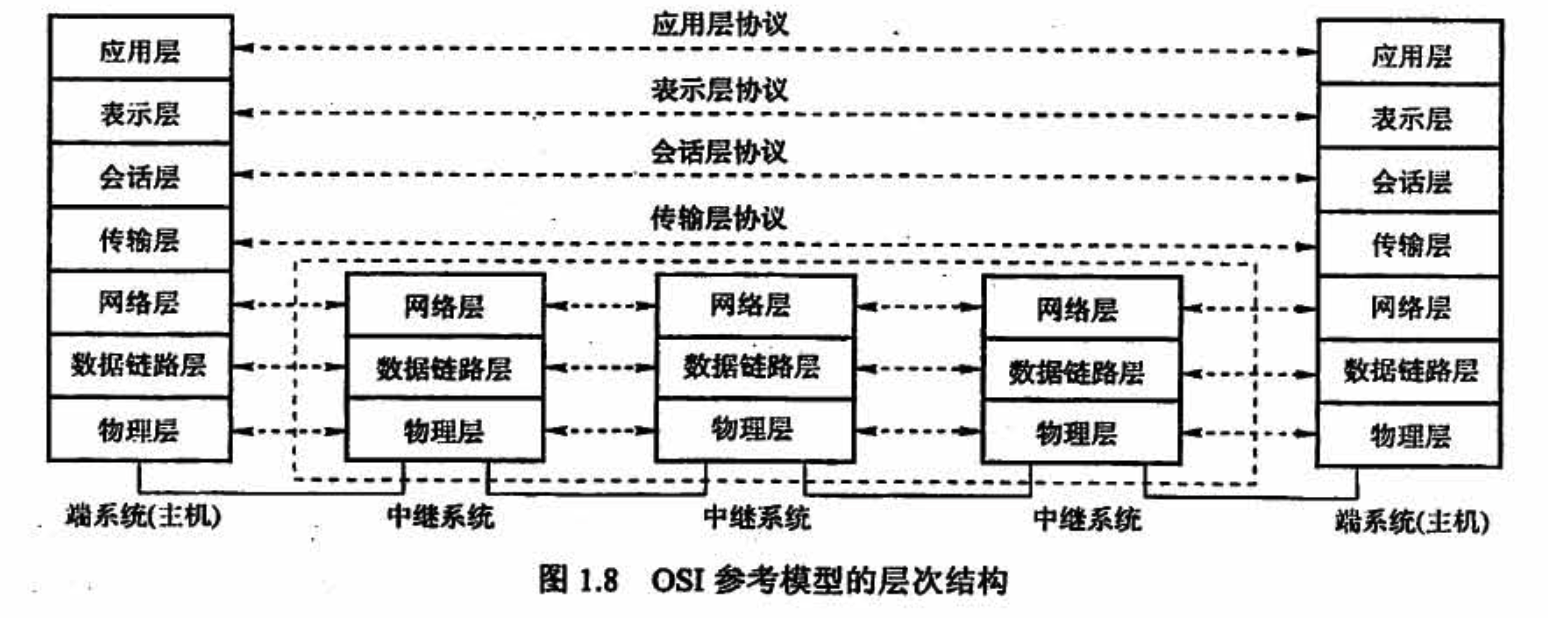 应用层协议
应用层 应用层
表示层协议
表示层 表示层
会话层协议
会话层 会话层
传输层协议
传输层 传输层
网络层 网络层 网络层 网络层 网络层
数据链路层 数据链路层 数据链路层 数据链路层 数据链路层
物理层 物理层 物理层 物理层 物理层
端系统(主机) 中继系统 中继系统 中继系统 端系统(主机)
图 1.8 OSI 参考模型的层次结构